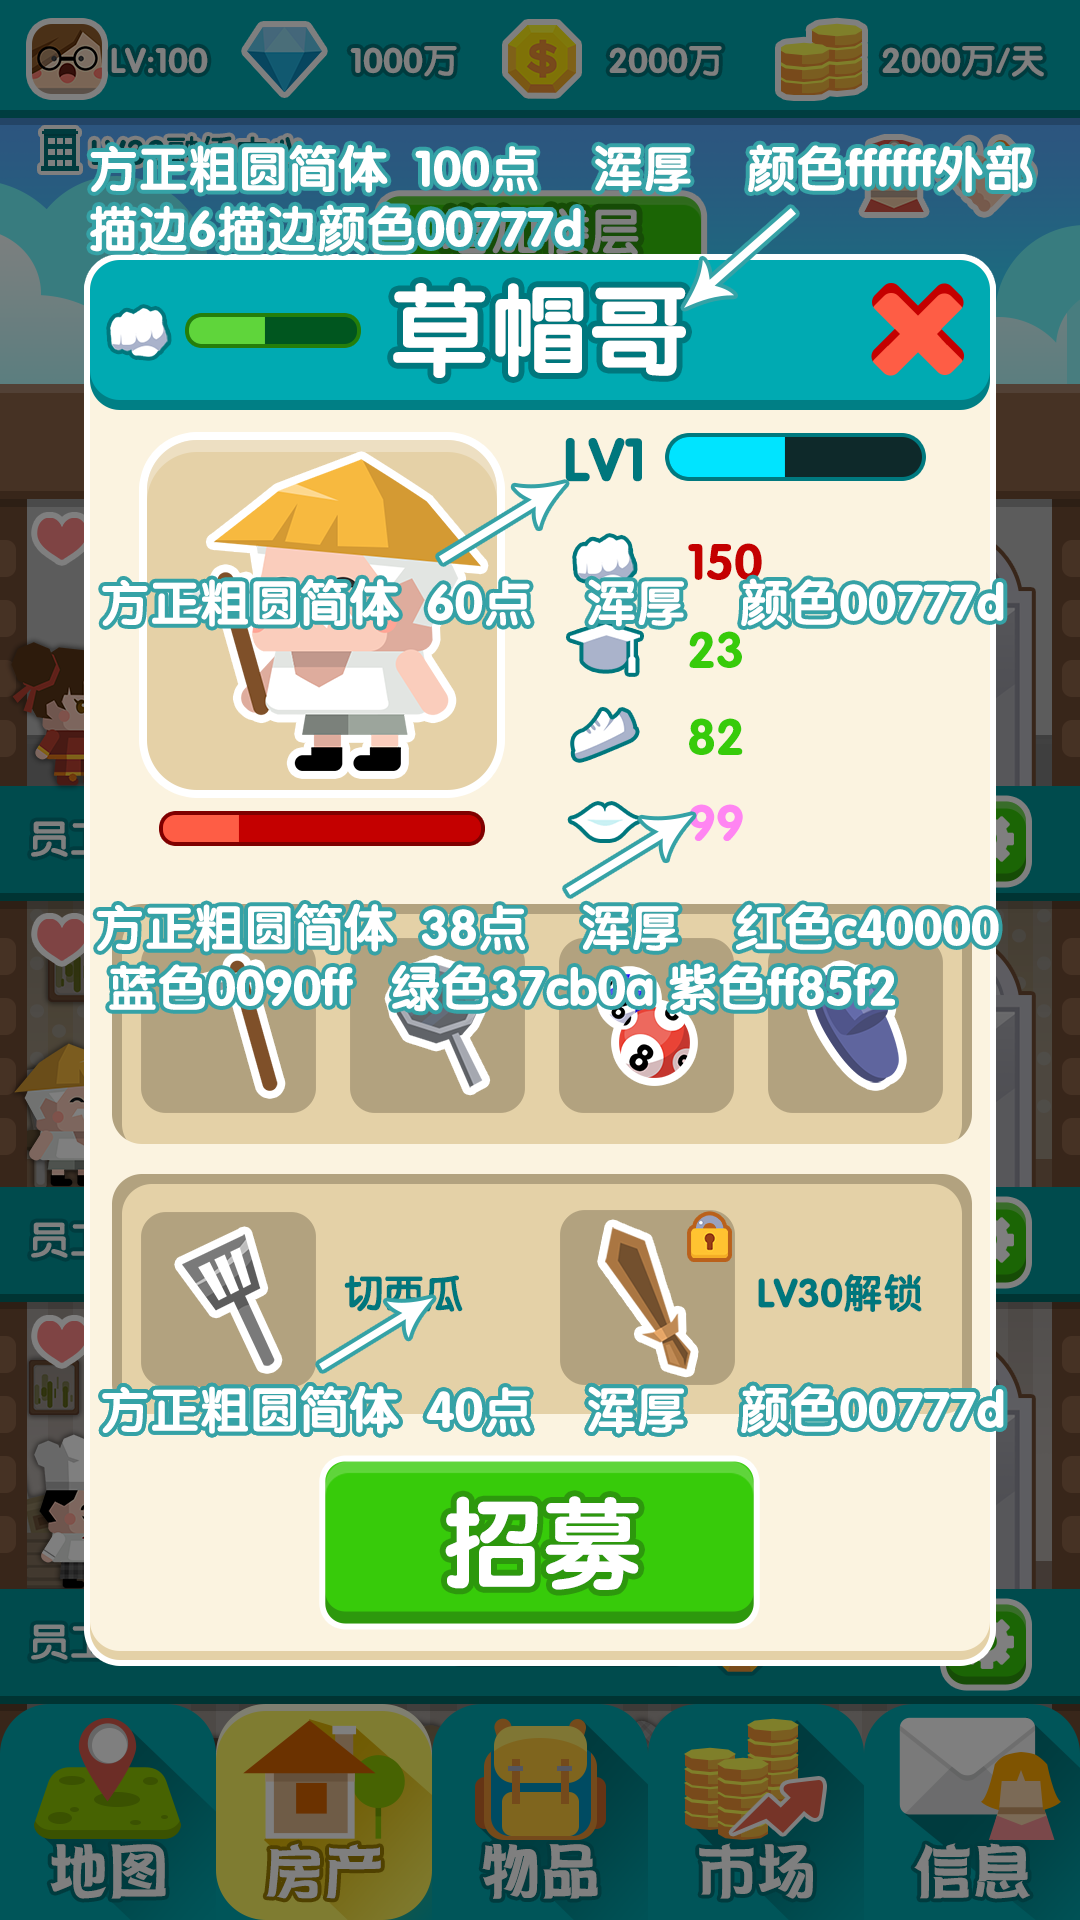 LV:100
1000万
2000万
2000万/天
方正粗圆简体 100点 浑厚 颜色ffffff外部
描边6描边颜色00777d
楼层
草帽哥
LV1
150
方正粗圆简体 60点 浑厚 颜色00777d
23
82
99
员工
方正粗圆简体 38点 浑厚 红色c40000
蓝色0090ff 绿色37cb0a 紫色ff85f2
8
8
员工
切西瓜
LV30解锁
方正粗圆简体 40点 浑厚 颜色00777d
招募
员工
地图
房产
物品
市场
信息